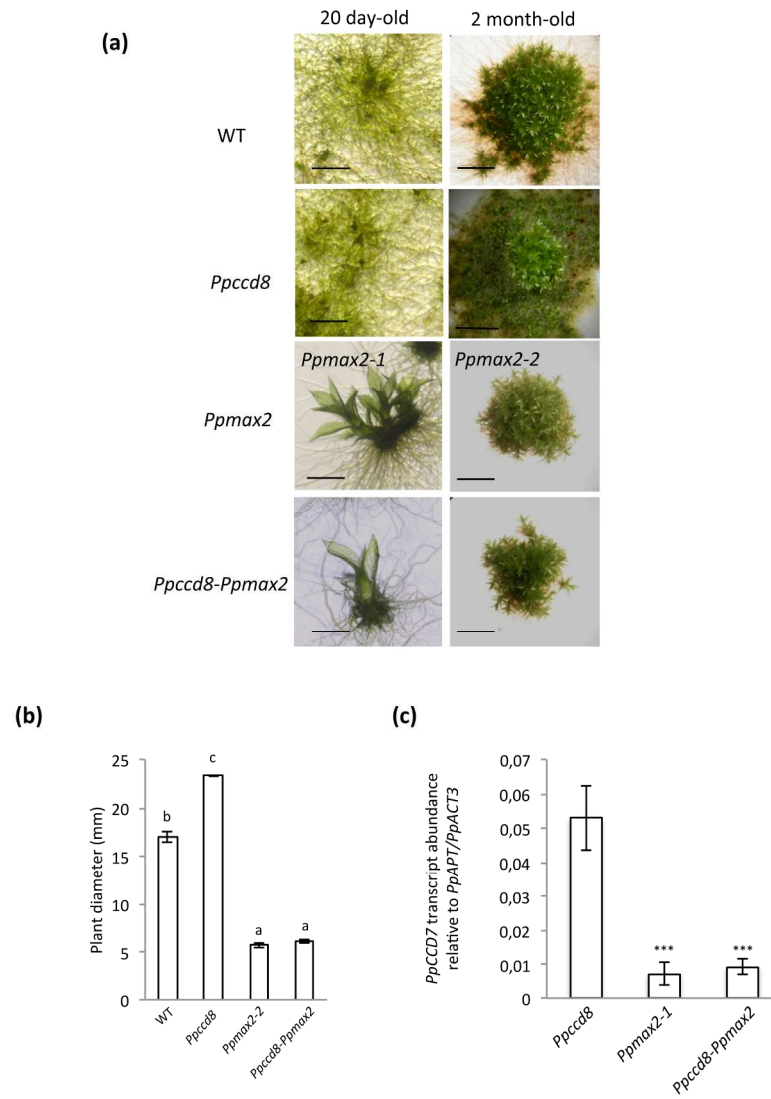 20 day-old 2 month-old
(a)
WT
Ppccd8
Ppmax2-1 Ppmax2-2
Ppmax2
Ppccd8-Ppmax2
(b)
Plant diameter (mm)
25
20
15
10
5
0
b
c
a
a
WT
Ppccd8
Ppmax2-2
Ppccd8-Ppmax2
(c)
PpCCD7 transcript abundance
relative to PpAPT/PpACT3
0,07
0,06
0,05
0,04
0,03
0,02
0,01
0
***
***
Ppccd8
Ppmax2-1
Ppccd8-Ppmax2